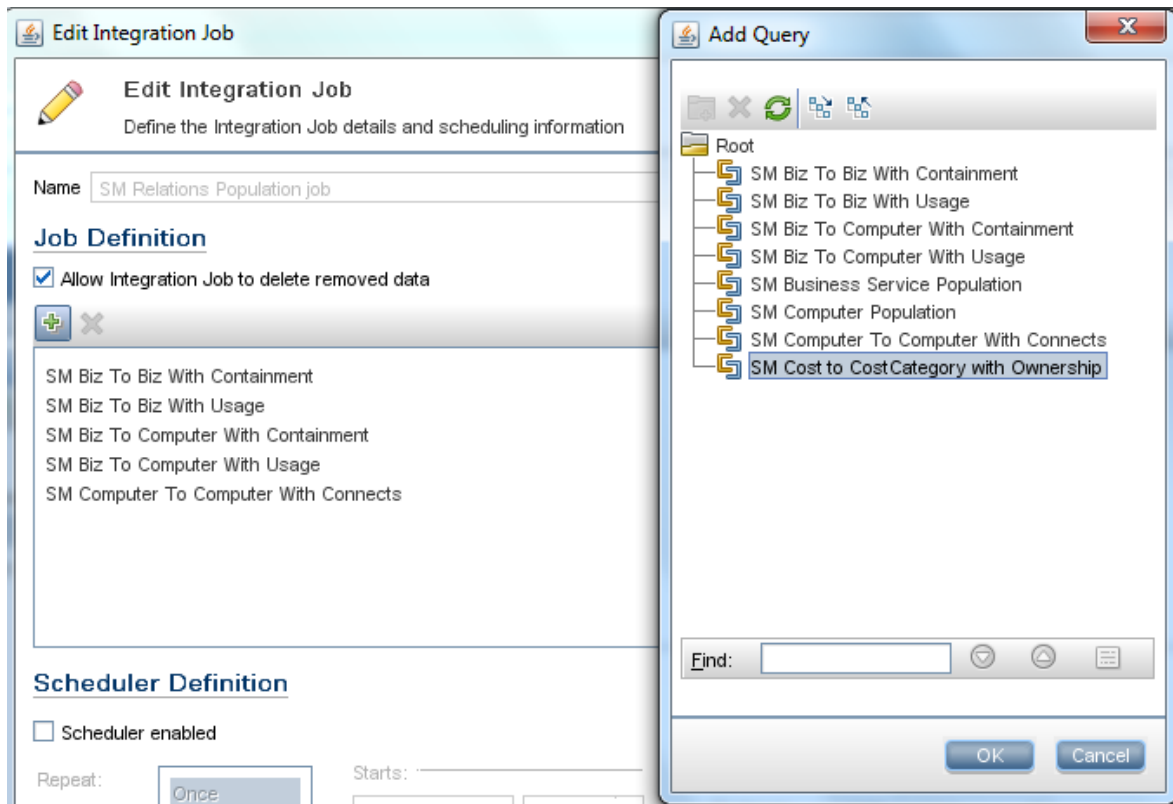 Edit Integration Job
Edit Integration Job
Define the Integration Job details and scheduling information
Name SM Relations Population job
Job Definition
Allow Integration Job to delete removed data
SM Biz To Biz With Containment
SM Biz To Biz With Usage
SM Biz To Computer With Containment
SM Biz To Computer With Usage
SM Computer To Computer With Connects
Scheduler Definition
Scheduler enabled
Repeat:
Once
Starts:
Add Query
Root
SM Biz To Biz With Containment
SM Biz To Biz With Usage
SM Biz To Computer With Containment
SM Biz To Computer With Usage
SM Business Service Population
SM Computer Population
SM Computer To Computer With Connects
SM Cost to CostCategory with Ownership
Find:
OK Cancel